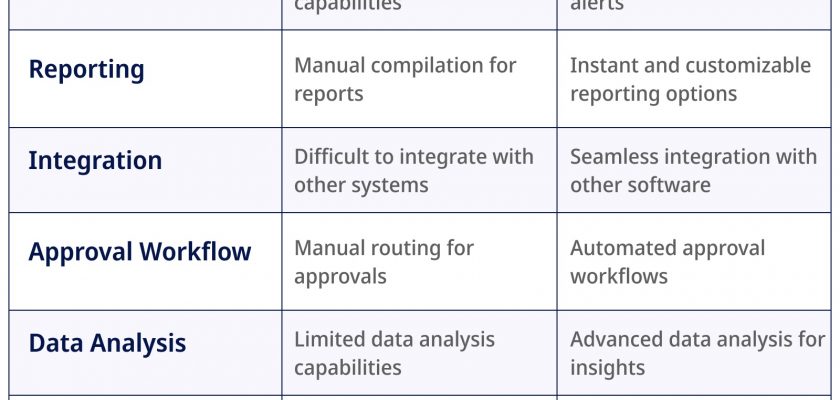 capabilities
alerts
Reporting
Manual compilation for
reports
Instant and customizable
reporting options
Integration
Difficult to integrate with
other systems
Seamless integration with
other software
Approval Workflow
Manual routing for
approvals
Automated approval
workflows
Data Analysis
Limited data analysis
capabilities
Advanced data analysis for
insights